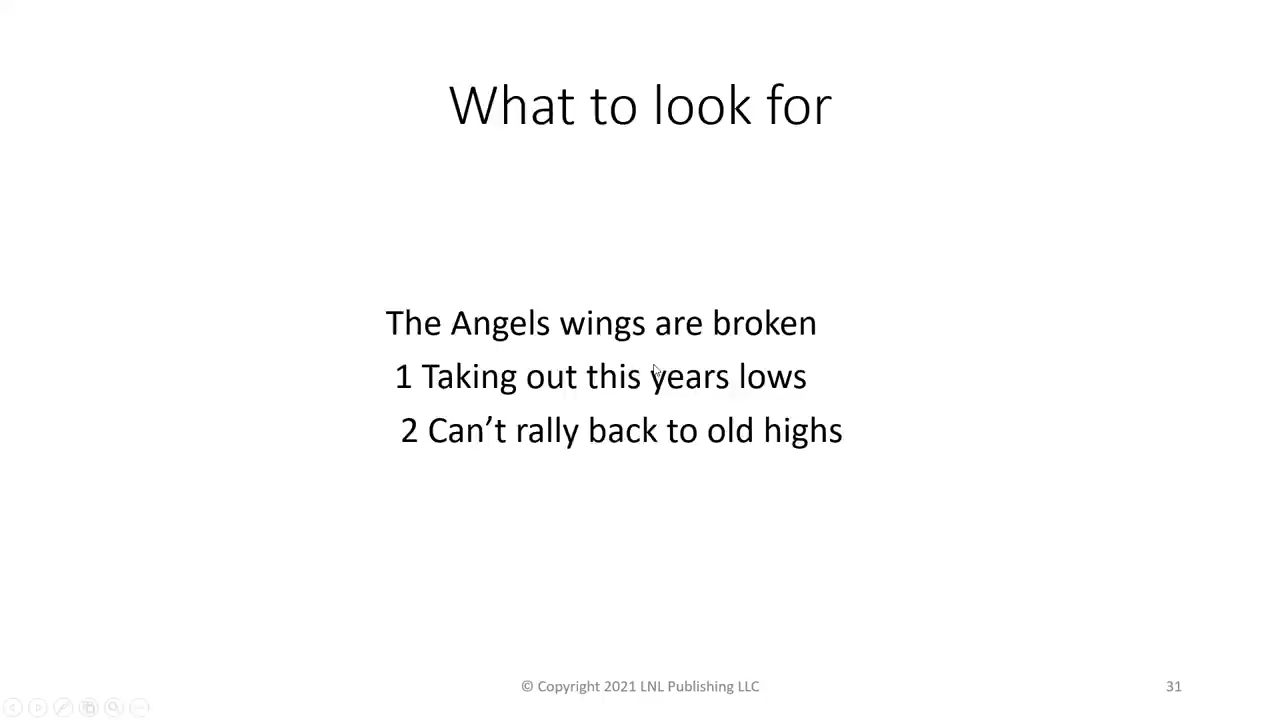 What to look for
The Angels wings are broken
1 Taking out this years lows
2 Can’t rally back to old highs
© Copyright 2021 LNL Publishing LLC
31